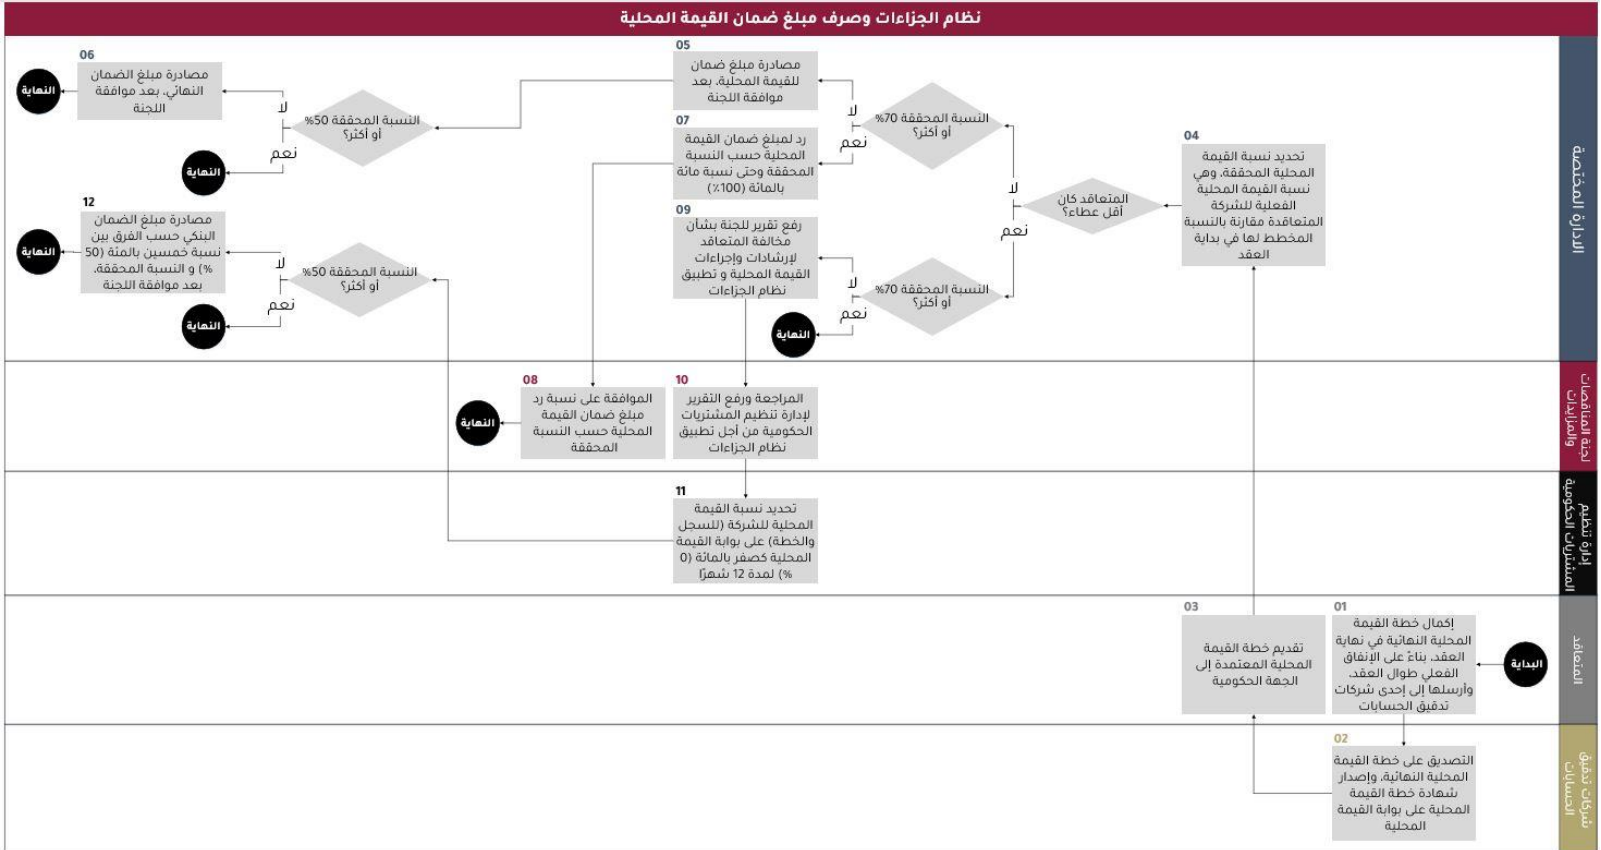 نظام الجزاءات وصرف مبلغ ضمان القيمة المحلية
الادارة المختصة
04
تحديد نسبة القيمة
المحلية المحققة، وهي
نسبة القيمة المحلية
الفعلية للشركة
المتعاقدة مقارنة بالنسبة
المخطط لها في بداية
العقد
المتعاقد كان
أقل عطاء؟
لا
نعم
النسبة المحققة 70%
أو أكثر؟
لا
نعم
05
مصادرة مبلغ ضمان
للقيمة المحلية، بعد
موافقة اللجنة
07
رد لمبلغ ضمان القيمة
المحلية حسب النسبة
المحققة وحتى نسبة مائة
بالمائة (100٪)
النسبة المحققة 50%
أو أكثر؟
لا
نعم
06
مصادرة مبلغ الضمان
النهائي، بعد موافقة
اللجنة
النهاية
النهاية
النسبة المحققة 70%
أو أكثر؟
لا
نعم
09
رفع تقرير للجنة بشأن
مخالفة المتعاقد
لإرشادات وإجراءات
القيمة المحلية و تطبيق
نظام الجزاءات
النهاية
النسبة المحققة 50%
أو أكثر؟
لا
نعم
12
مصادرة مبلغ الضمان
البنكي حسب الفرق بين
نسبة خمسين بالمئة (50
%) و النسبة المحققة،
بعد موافقة اللجنة
النهاية
النهاية
لجنة المناقصات
والمزايدات
10
المراجعة ورفع التقرير
لإدارة تنظيم المشتريات
الحكومية من أجل تطبيق
نظام الجزاءات
08
الموافقة على نسبة رد
مبلغ ضمان القيمة
المحلية حسب النسبة
المحققة
النهاية
إدارة تنظيم
المشتريات الحكومية
11
تحديد نسبة القيمة
المحلية للشركة (للسجل
والخطة) على بوابة القيمة
المحلية كصفر بالمائة (0
%) لمدة 12 شهرًا
المتعاقد
البداية
01
إكمال خطة القيمة
المحلية النهائية في نهاية
العقد، بناءً على الإنفاق
الفعلي طوال العقد،
وأرسلها إلى إحدى شركات
تدقيق الحسابات
03
تقديم خطة القيمة
المحلية المعتمدة إلى
الجهة الحكومية
شركات تدقيق
الحسابات
02
التصديق على خطة القيمة
المحلية النهائية، وإصدار
شهادة خطة القيمة
المحلية على بوابة القيمة
المحلية